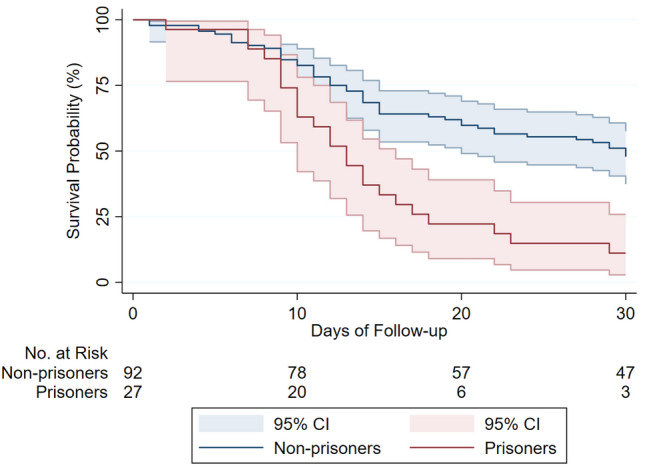 Survival Probability (%)
100
75
50
25
0
0 10 20 30
Days of Follow-up
No. at Risk
Non-prisoners 92 78 57 47
Prisoners 27 20 6 3
95% CI 95% CI
Non-prisoners Prisoners